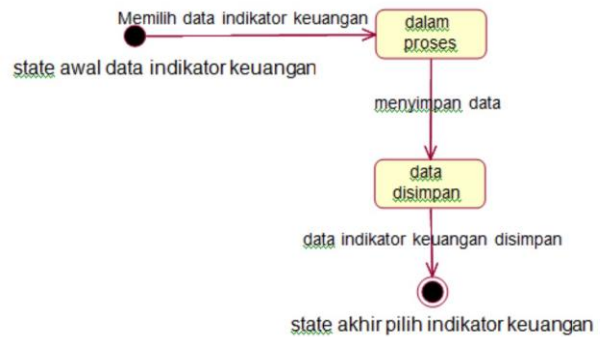 Memilih data indikator keuangan
dalam
proses
state awal data indikator keuangan
menyimpan data
data
disimpan
data indikator keuangan disimpan
state akhir pilih indikator keuangan